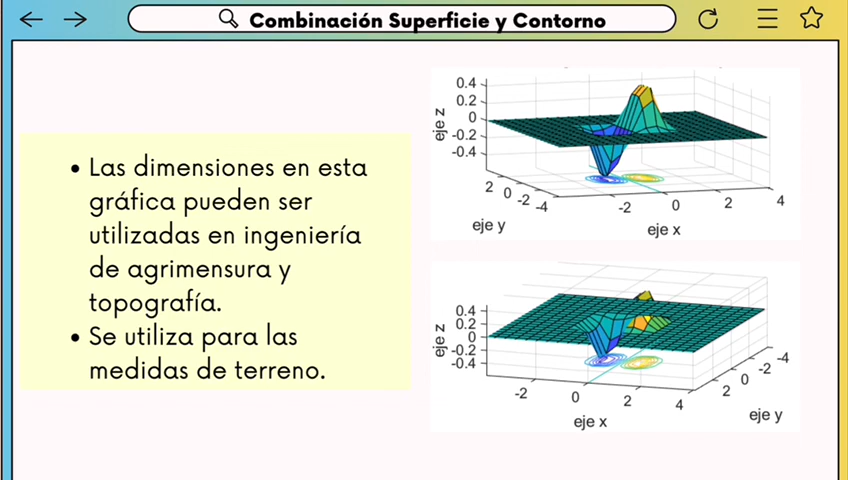 Combinación Superficie y Contorno
• Las dimensiones en esta
gráfica pueden ser
utilizadas en ingeniería
de agrimensura y
topografía.
• Se utiliza para las
medidas de terreno.
0.4
0.2
0
-0.2
-0.4
eje z
2 0 -2 -4
eje y
-2 0 2 4
eje x
0.4
0.2
0
-0.2
-0.4
eje z
-2 0 2 4
eje x
2 0 -2 -4
eje y